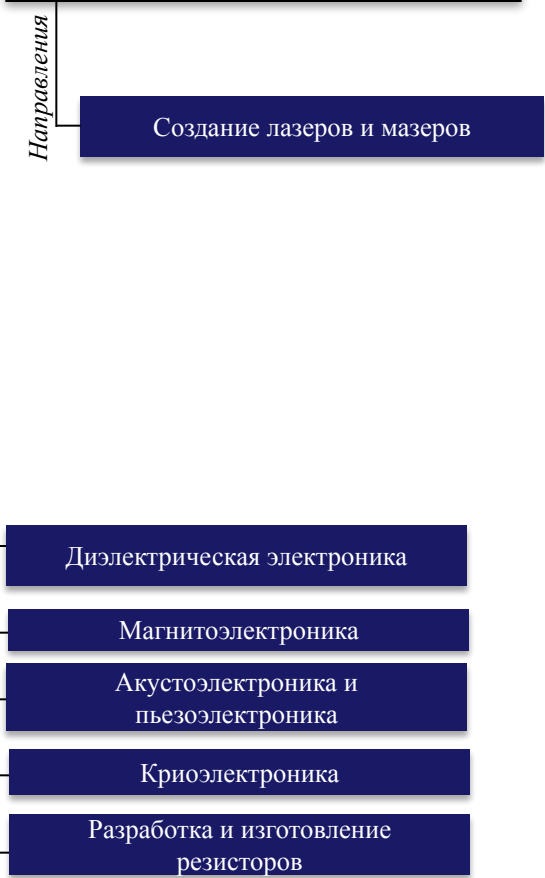 Направления
Создание лазеров и мазеров
Диэлектрическая электроника
Магнитоэлектроника
Акустоэлектроника и
пьезоэлектроника
Криоэлектроника
Разработка и изготовление
резисторов